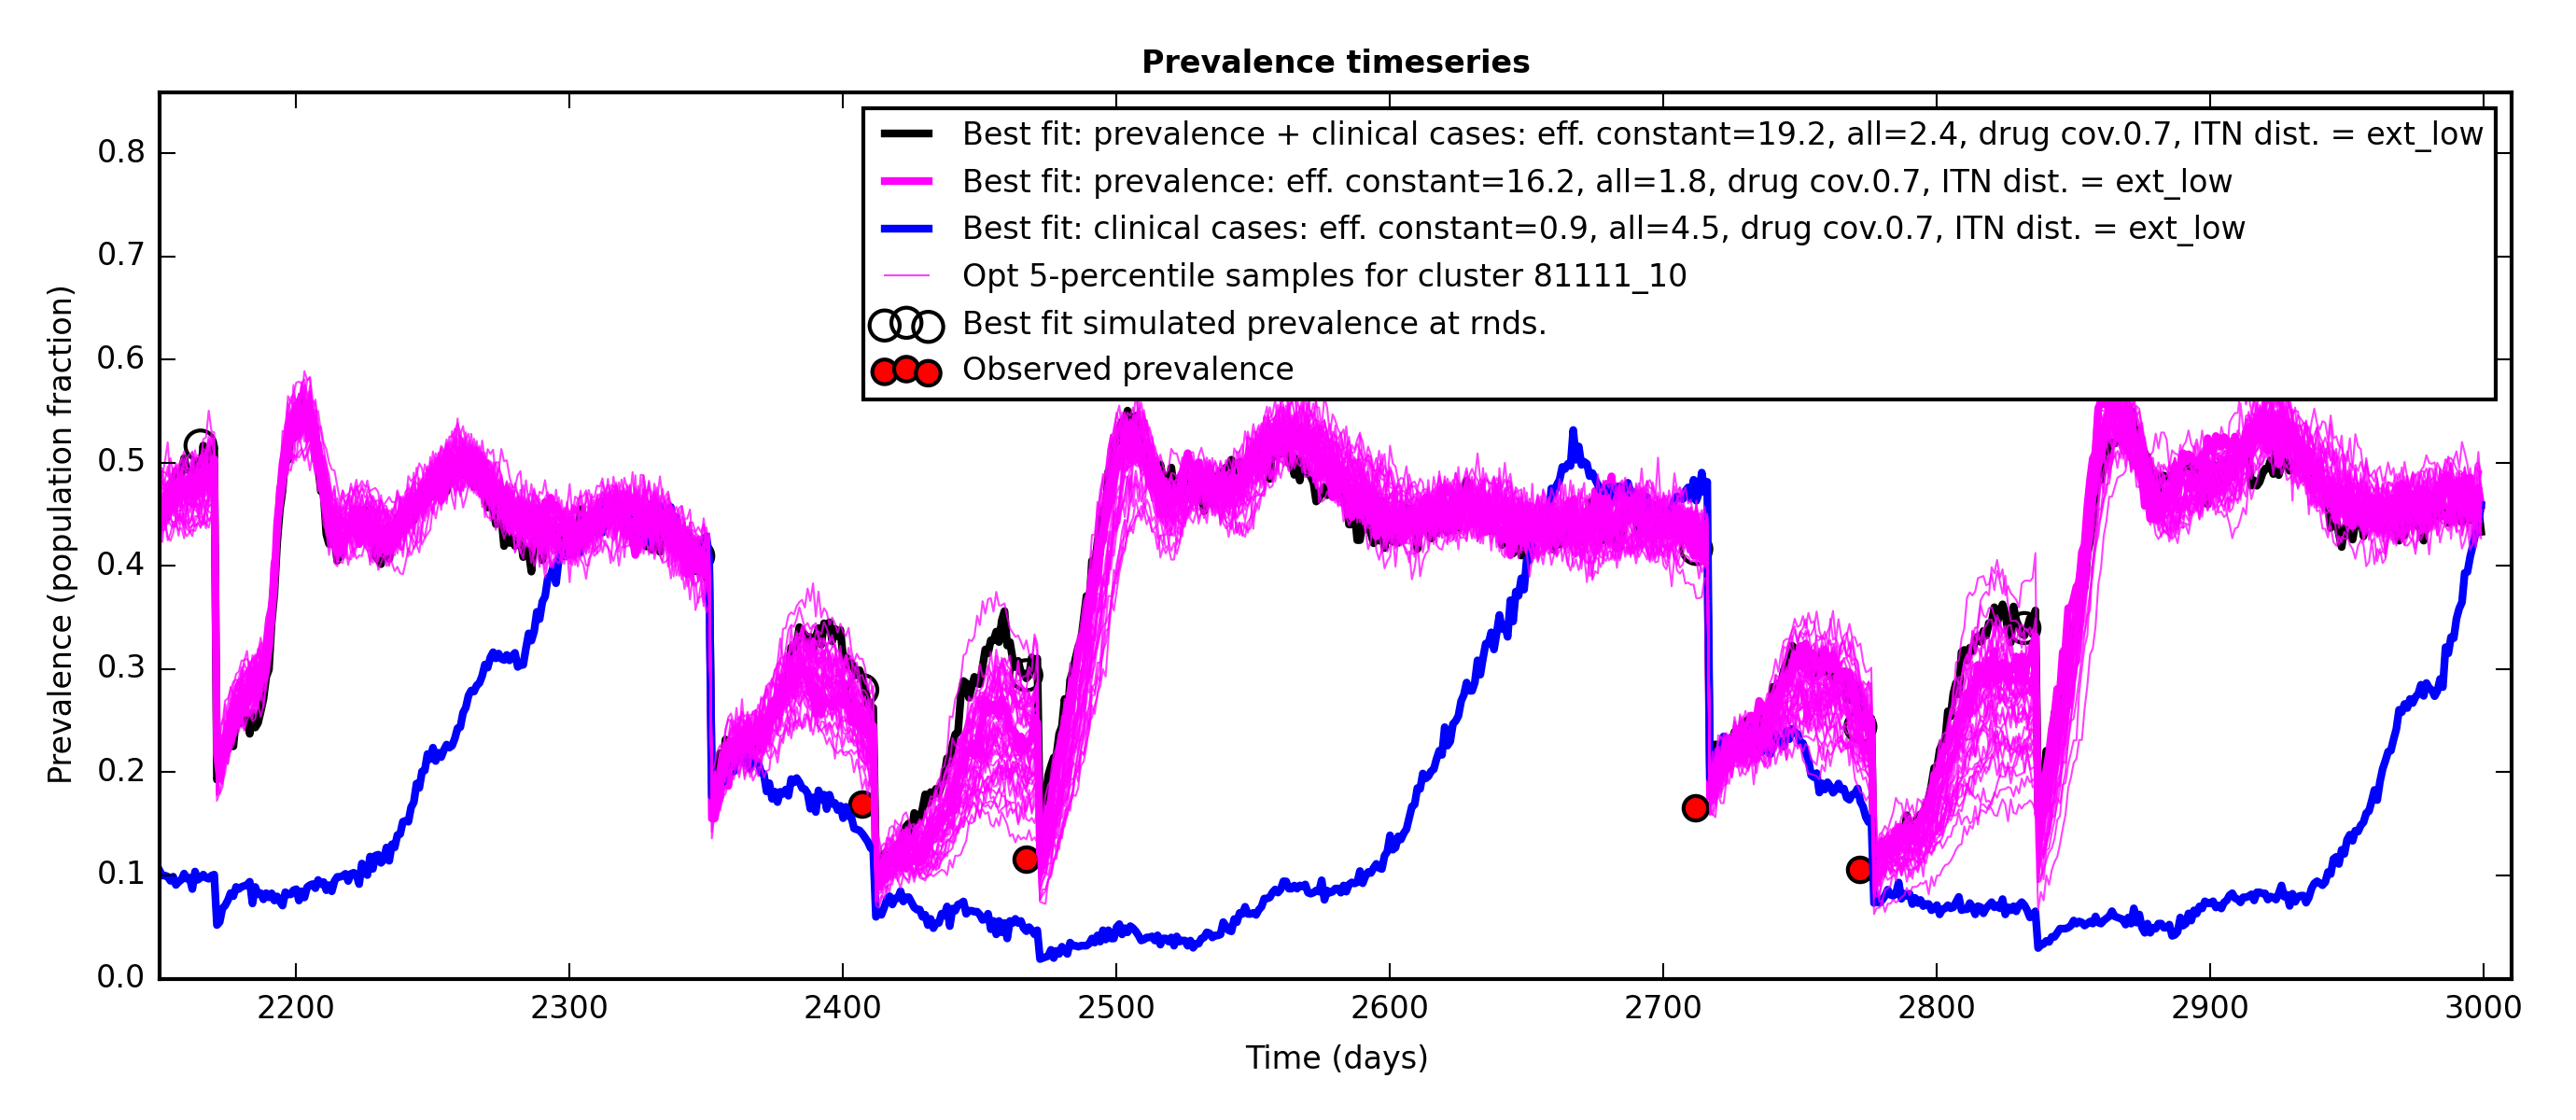 Prevalence timeseries
Best fit: prevalence + clinical cases: eff. constant=19.2, all=2.4, drug cov.0.7, ITN dist. = ext_low
Best fit: prevalence: eff. constant=16.2, all=1.8, drug cov.0.7, ITN dist. = ext_low
Best fit: clinical cases: eff. constant=0.9, all=4.5, drug cov.0.7, ITN dist. = ext_low
Opt 5-percentile samples for cluster 81111_10
Best fit simulated prevalence at rnds.
Observed prevalence
Prevalence (population fraction)
0.8
0.7
0.6
0.5
0.4
0.3
0.2
0.1
0.0
2200 2300 2400 2500 2600 2700 2800 2900 3000
Time (days)